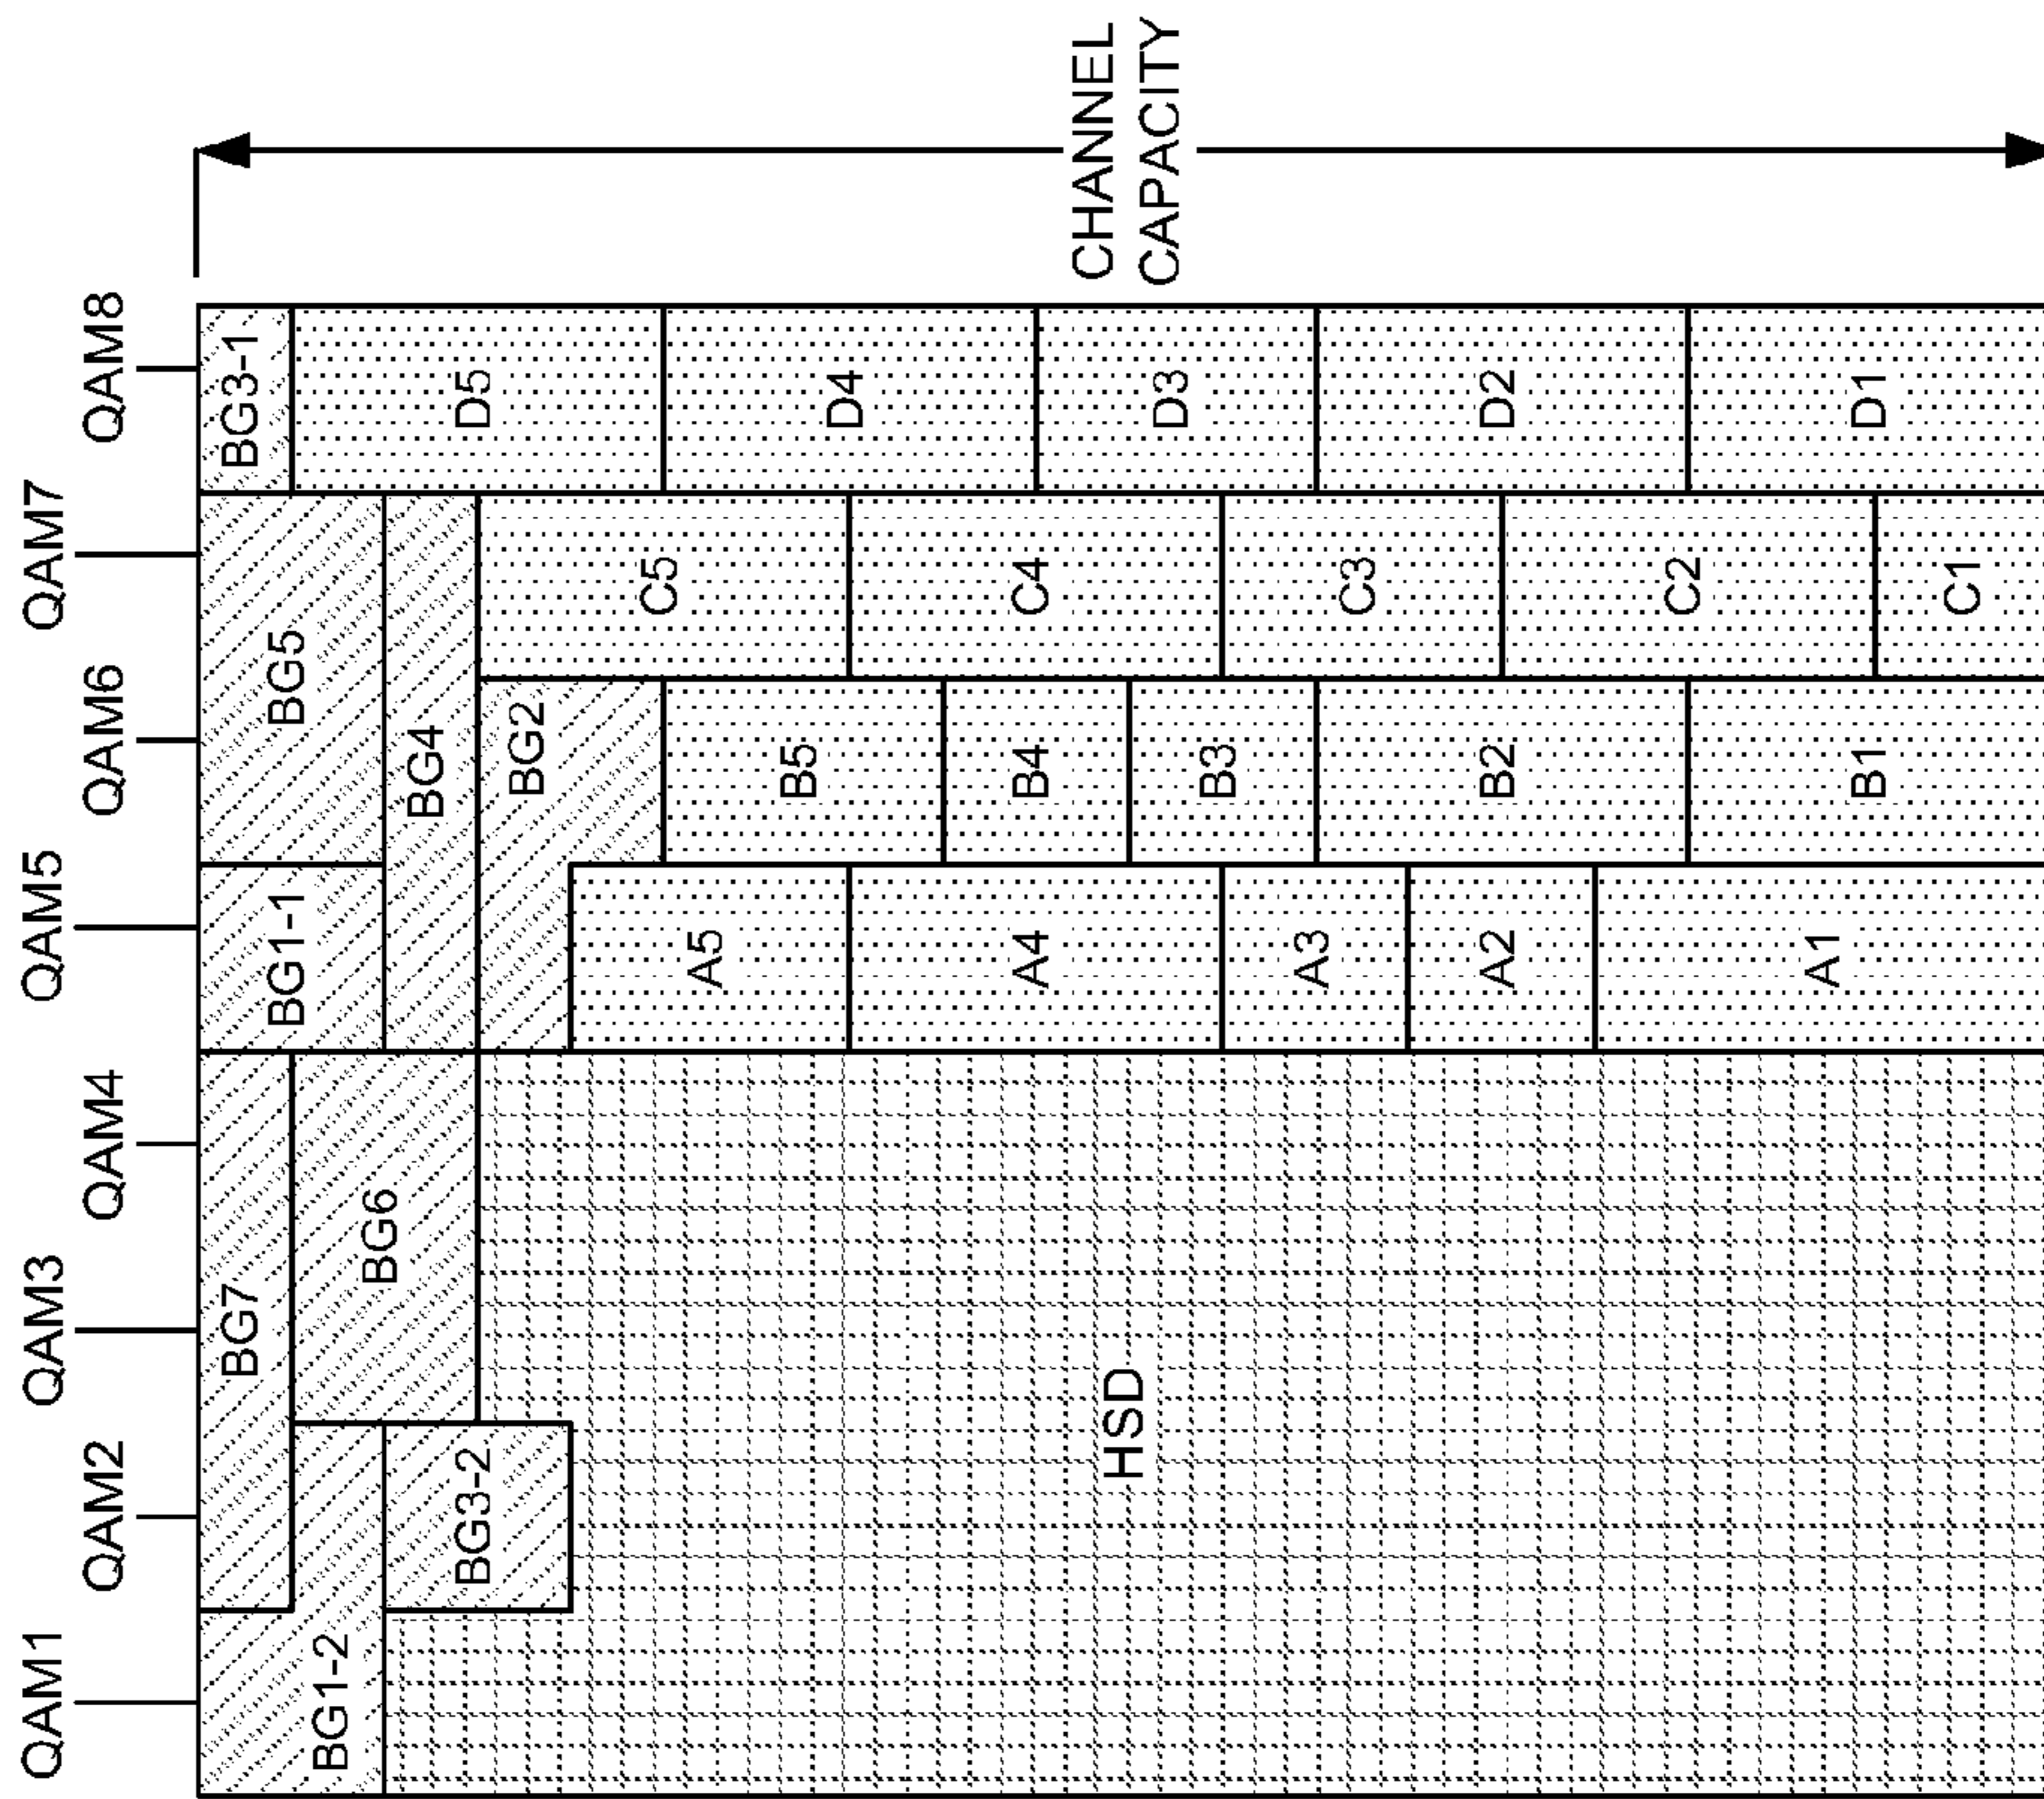 QAM1
QAM2
QAM3
QAM4
QAM5
QAM6
QAM7
QAM8
BG1-2
BG7
BG6
BG3-2
HSD
BG1-1
BG5
BG4
BG2
BG3-1
A5
A4
A3
A2
A1
B5
B4
B3
B2
B1
C5
C4
C3
C2
C1
D5
D4
D3
D2
D1
CHANNEL
CAPACITY